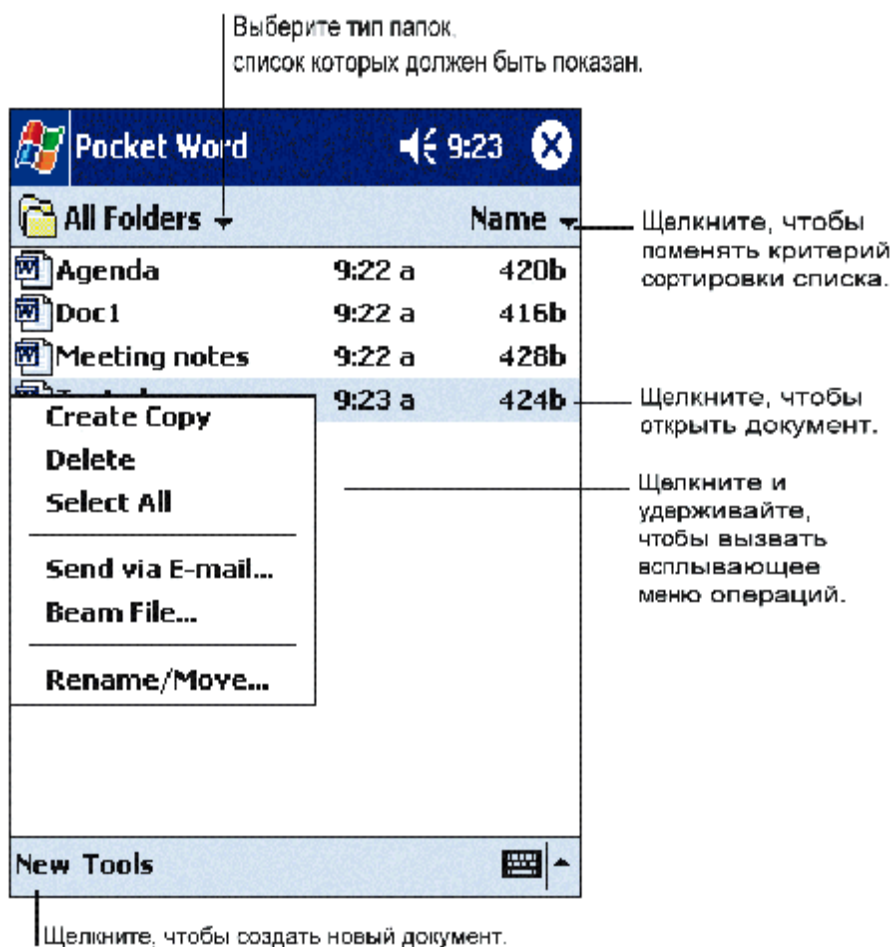 Выберите тип папок,
список которых должен быть показан.
Pocket Word 9:23
All Folders Name
Agenda 9:22 a 420b
Doc1 9:22 a 416b
Meeting notes 9:22 a 428b
9:23 a 424b
Create Copy
Delete
Select All
Send via E-mail...
Beam File...
Rename/Move...
New Tools
Щелкните, чтобы
поменять критерий
сортировки списка.
Щелкните, чтобы
открыть документ.
Щелкните и
удерживайте,
чтобы вызвать
всплывающее
меню операций.
Щелкните, чтобы создать новый документ.